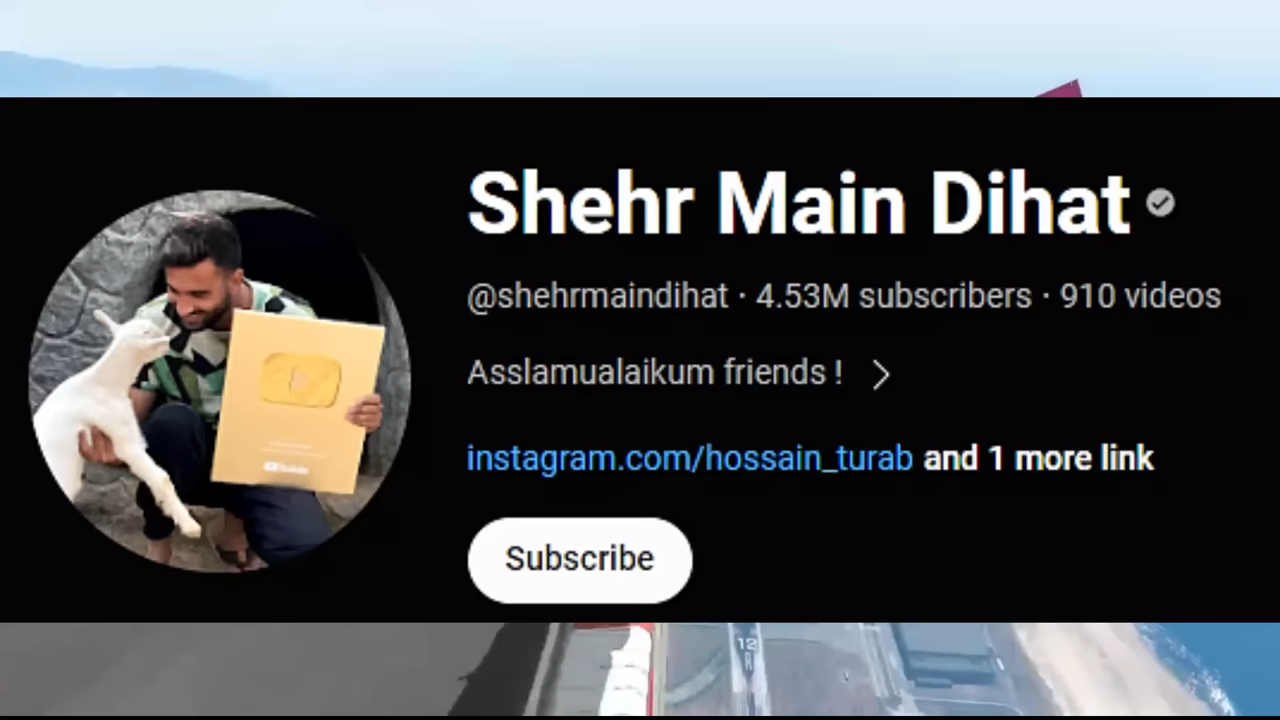 Shehr Main Dihat
@shehrmaindihat · 4.53M subscribers · 910 videos
Asslamualaikum friends !
instagram.com/hossain_turab and 1 more link
Subscribe
12